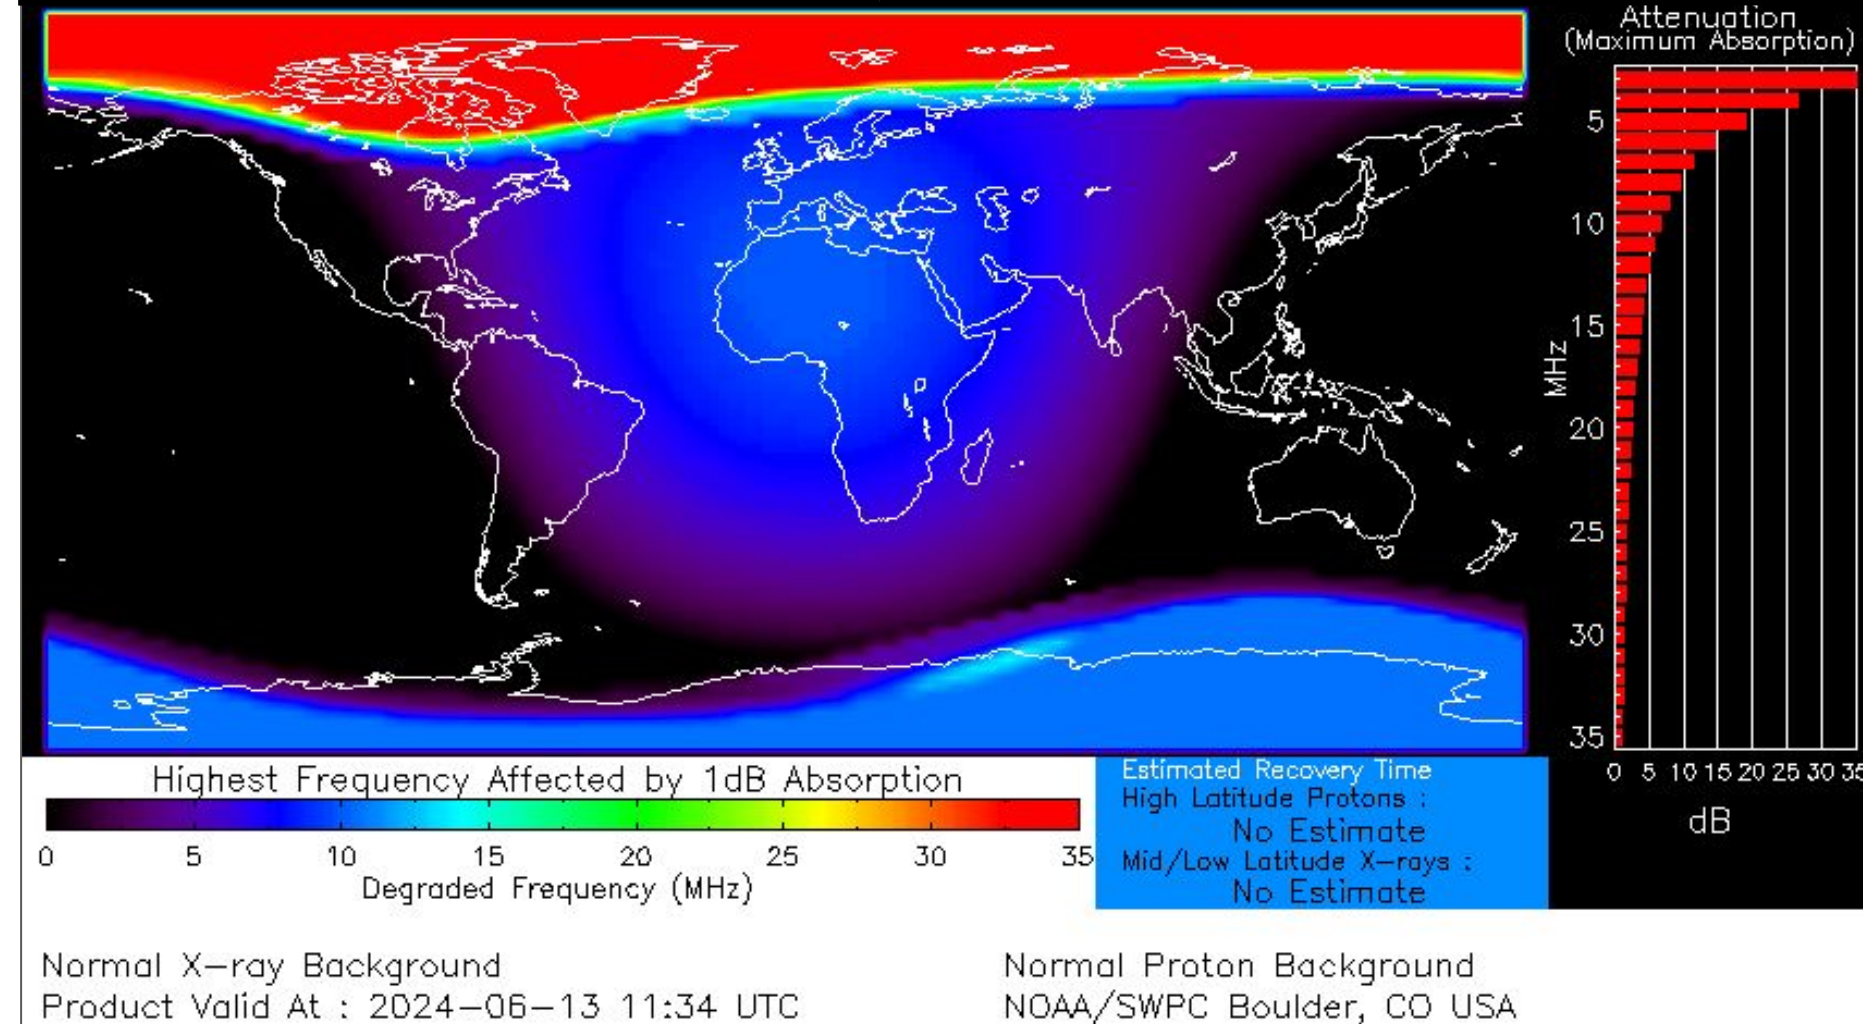 Attenuation
(Maximum Absorption)
5
10
15
20
25
30
35
MHz
0 5 10 15 20 25 30 35
dB
Highest Frequency Affected by 1dB Absorption
0 5 10 15 20 25 30 35
Degraded Frequency (MHz)
Estimated Recovery Time
High Latitude Protons :
No Estimate
Mid/Low Latitude X-rays :
No Estimate
Normal X-ray Background
Product Valid At : 2024-06-13 11:34 UTC
Normal Proton Background
NOAA/SWPC Boulder, CO USA